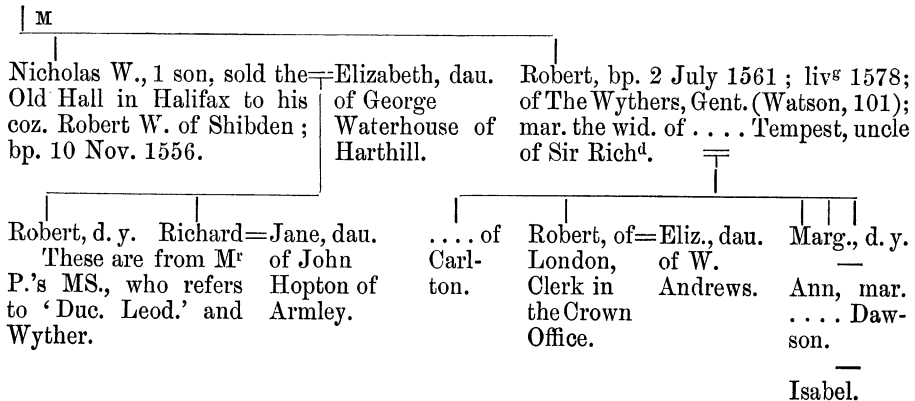 M
Nicholas W., 1 son, sold the
Old Hall in Halifax to his
coz. Robert W. of Shibden ;
bp. 10 Nov. 1556.
Elizabeth, dau.
of George
Waterhouse of
Harthill.
Robert, bp. 2 July 1561 ; livᵍ 1578;
of The Wythers, Gent. (Watson, 101);
mar. the wid. of .... Tempest, uncle
of Sir Richᵈ.
Robert, d. y.
Richard=Jane, dau.
of John
Hopton of
Armley.
These are from Mʳ
P.'s MS., who refers
to ‘Duc. Leod.’ and
Wyther.
.... of
Carl-
ton.
Robert, of=Eliz., dau.
London,
Clerk in
the Crown
Office.
of W.
Andrews.
Marg., d. y.
—
Ann, mar.
.... Daw-
son.
—
Isabel.